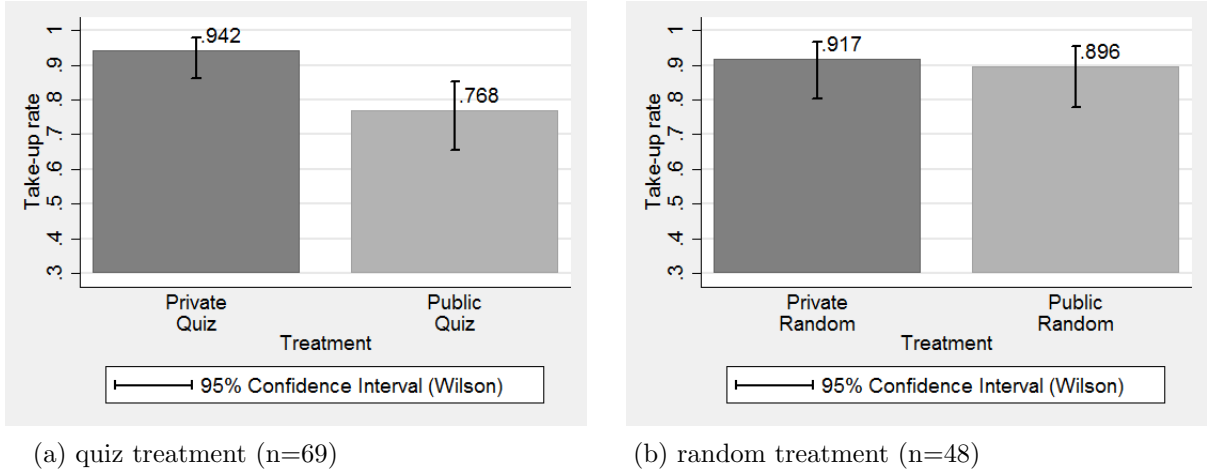 Take-up rate
1
.9
.8
.7
.6
.5
.4
.3
.942
.768
Private
Quiz
Public
Quiz
Treatment
95% Confidence Interval (Wilson)
(a) quiz treatment (n=69)
Take-up rate
1
.9
.8
.7
.6
.5
.4
.3
.917
.896
Private
Random
Public
Random
Treatment
95% Confidence Interval (Wilson)
(b) random treatment (n=48)